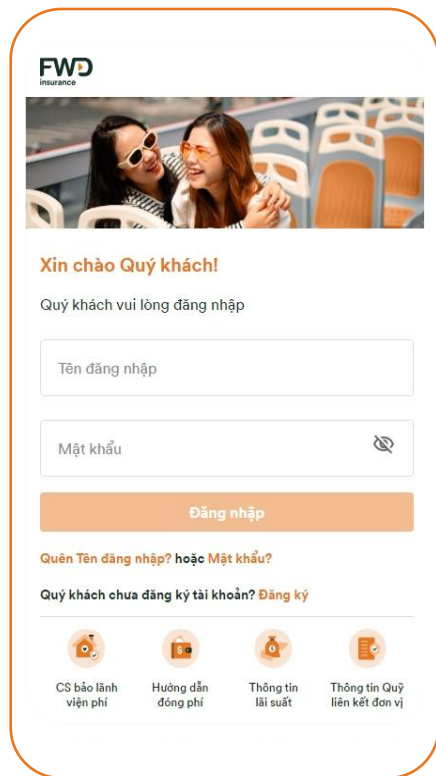 FWD
insurance
Xin chào Quý khách!
Quý khách vui lòng đăng nhập
Tên đăng nhập
Mật khẩu
Đăng nhập
Quên Tên đăng nhập? hoặc Mật khẩu?
Quý khách chưa đăng ký tài khoản? Đăng ký
CS bảo lãnh
viện phí
Hướng dẫn
đóng phí
Thông tin
lãi suất
Thông tin Quỹ
liên kết đơn vị